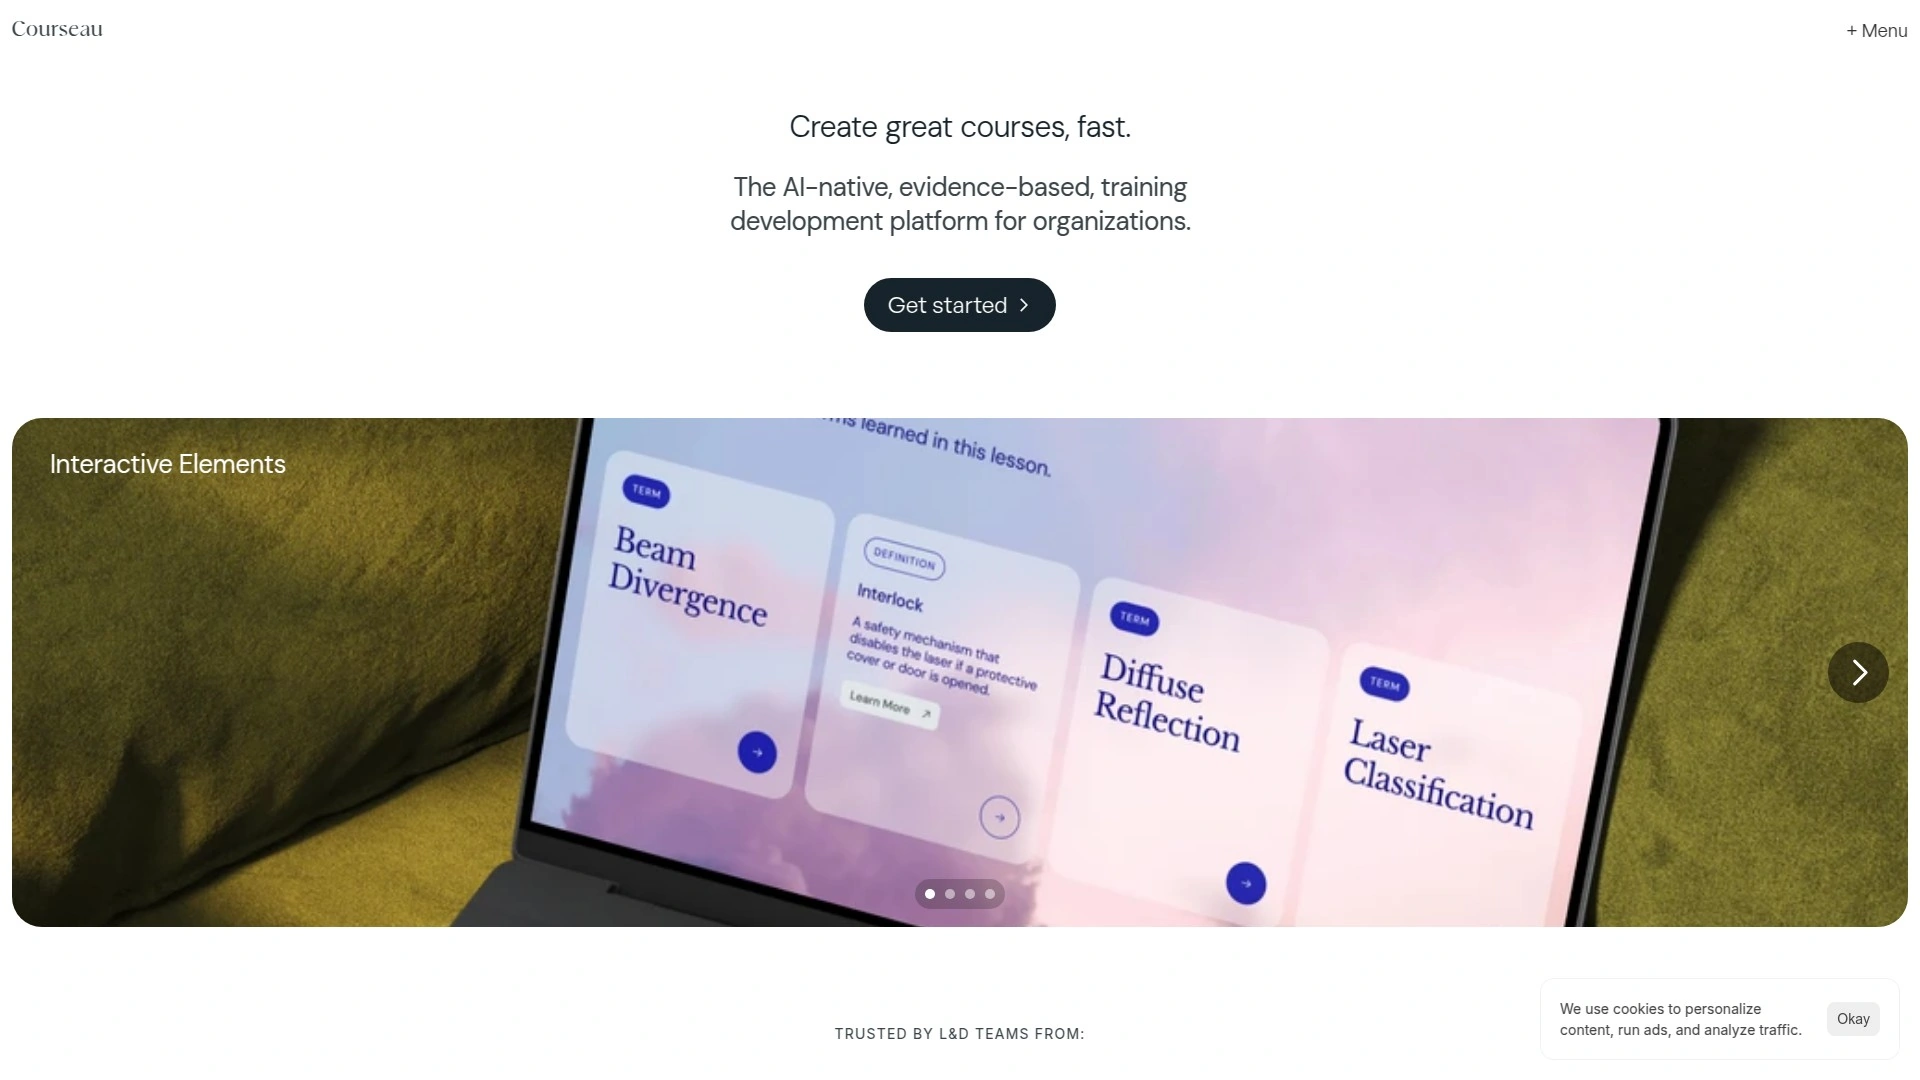 Courseau
+ Menu
Create great courses, fast.
The AI-native, evidence-based, training
development platform for organizations.
Get started
Interactive Elements
learned in this lesson.
TERM
Beam
Divergence
DEFINITION
Interlock
A safety mechanism that
disables the laser if a protective
cover or door is opened.
Learn More
TERM
Diffuse
Reflection
TERM
Laser
Classification
TRUSTED BY L&D TEAMS FROM:
We use cookies to personalize
content, run ads, and analyze traffic.
Okay